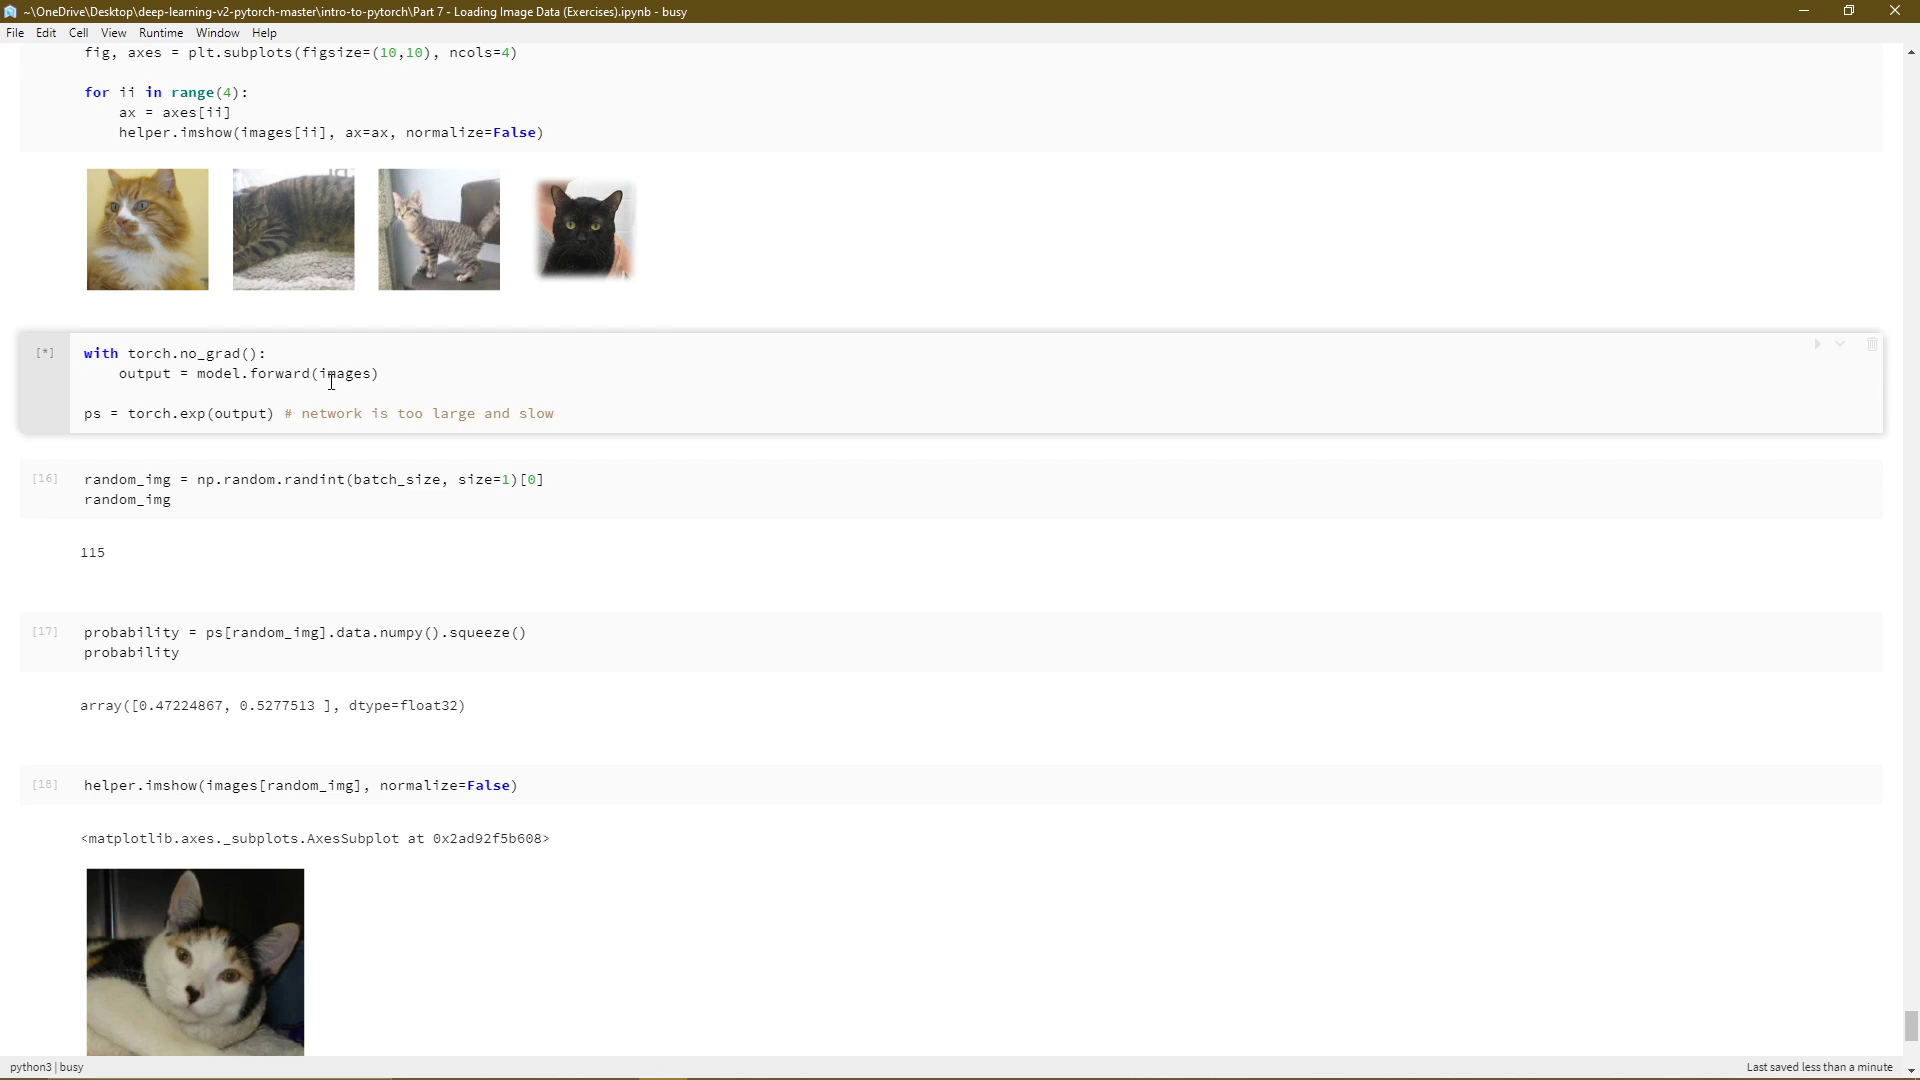 ~\OneDrive\Desktop\deep-learning-v2-pytorch-master\intro-to-pytorch\Part 7 - Loading Image Data (Exercises).ipynb - busy
File Edit Cell View Runtime Window Help
fig, axes = plt.subplots(figsize=(10,10), ncols=4)
for ii in range(4):
ax = axes[ii]
helper.imshow(images[ii], ax=ax, normalize=False)
[*] with torch.no_grad():
output = model.forward(images)
ps = torch.exp(output) # network is too large and slow
[16] random_img = np.random.randint(batch_size, size=1)[0]
random_img
115
[17] probability = ps[random_img].data.numpy().squeeze()
probability
array([0.47224867, 0.5277513 ], dtype=float32)
[18] helper.imshow(images[random_img], normalize=False)
<matplotlib.axes._subplots.AxesSubplot at 0x2ad92f5b608>
python3 | busy
Last saved less than a minute